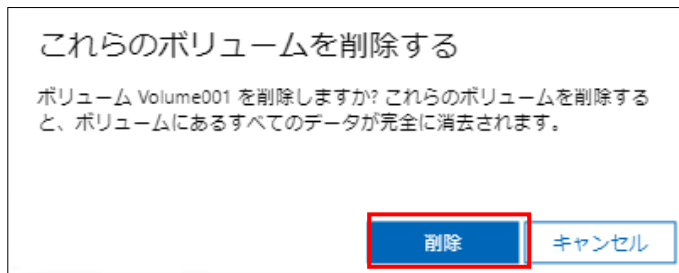 これらのボリュームを削除する
ボリューム Volume001 を削除しますか? これらのボリュームを削除する
と、ボリュームにあるすべてのデータが完全に消去されます。
削除
キャンセル